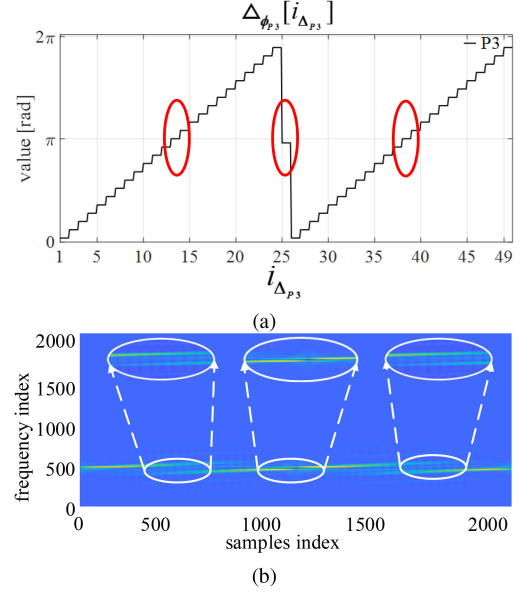 Δ_{ϕ_{P3}}[i_{Δ_{P3}}]
2π
P3
value [rad]
π
0
1 5 10 15 20 25 30 35 40 45 49
i_{Δ_{P3}}
(a)
2000
1500
1000
500
0
frequency index
0 500 1000 1500 2000
samples index
(b)